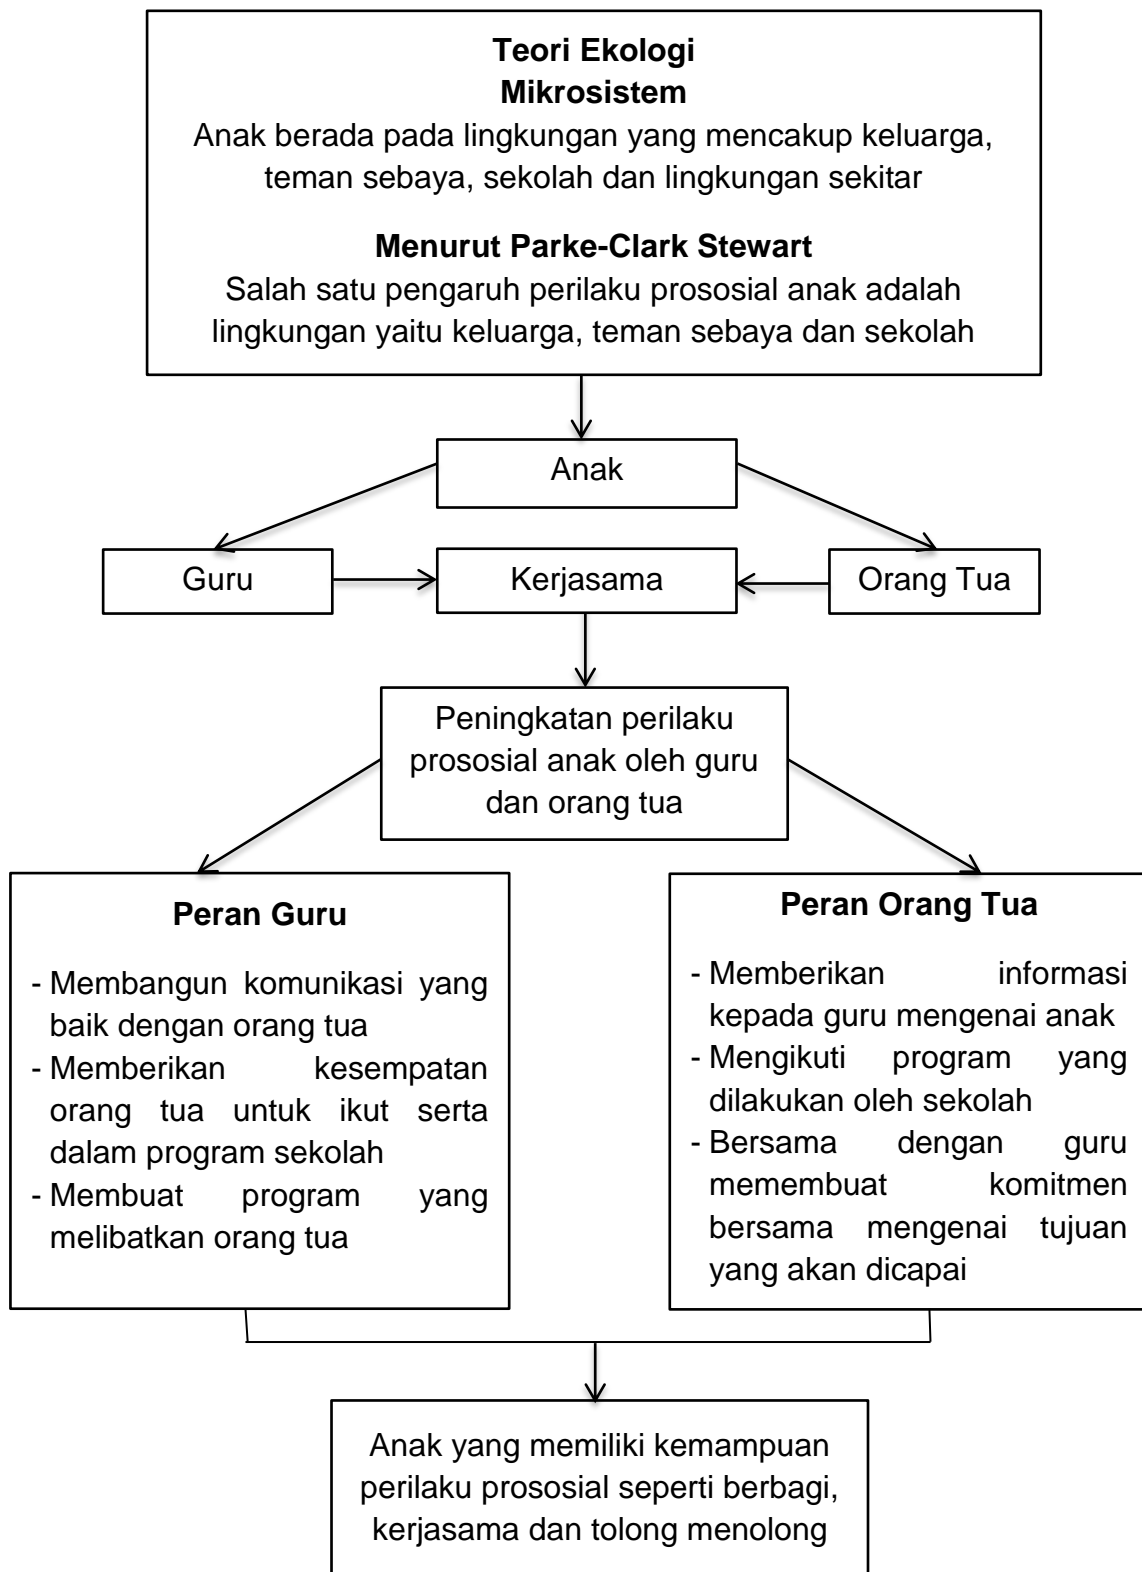 Teori Ekologi
Mikrosistem
Anak berada pada lingkungan yang mencakup keluarga,
teman sebaya, sekolah dan lingkungan sekitar
Menurut Parke-Clark Stewart
Salah satu pengaruh perilaku prososial anak adalah
lingkungan yaitu keluarga, teman sebaya dan sekolah
Anak
Guru
Kerjasama
Orang Tua
Peningkatan perilaku
prososial anak oleh guru
dan orang tua
Peran Guru
- Membangun komunikasi yang
baik dengan orang tua
- Memberikan kesempatan
orang tua untuk ikut serta
dalam program sekolah
- Membuat program yang
melibatkan orang tua
Peran Orang Tua
- Memberikan informasi
kepada guru mengenai anak
- Mengikuti program yang
dilakukan oleh sekolah
- Bersama dengan guru
memembuat komitmen
bersama mengenai tujuan
yang akan dicapai
Anak yang memiliki kemampuan
perilaku prososial seperti berbagi,
kerjasama dan tolong menolong